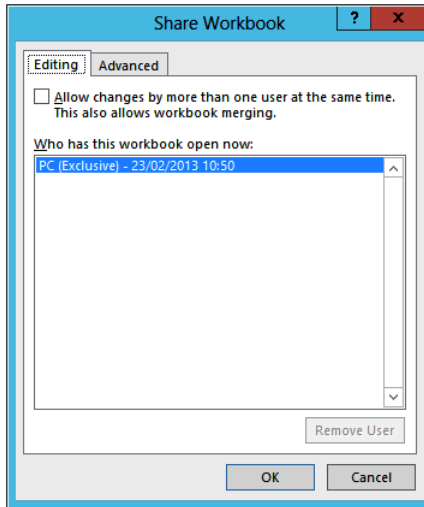 Share Workbook
?
x
Editing
Advanced
Allow changes by more than one user at the same time.
This also allows workbook merging.
Who has this workbook open now:
PC (Exclusive) - 23/02/2013 10:50
Remove User
OK
Cancel